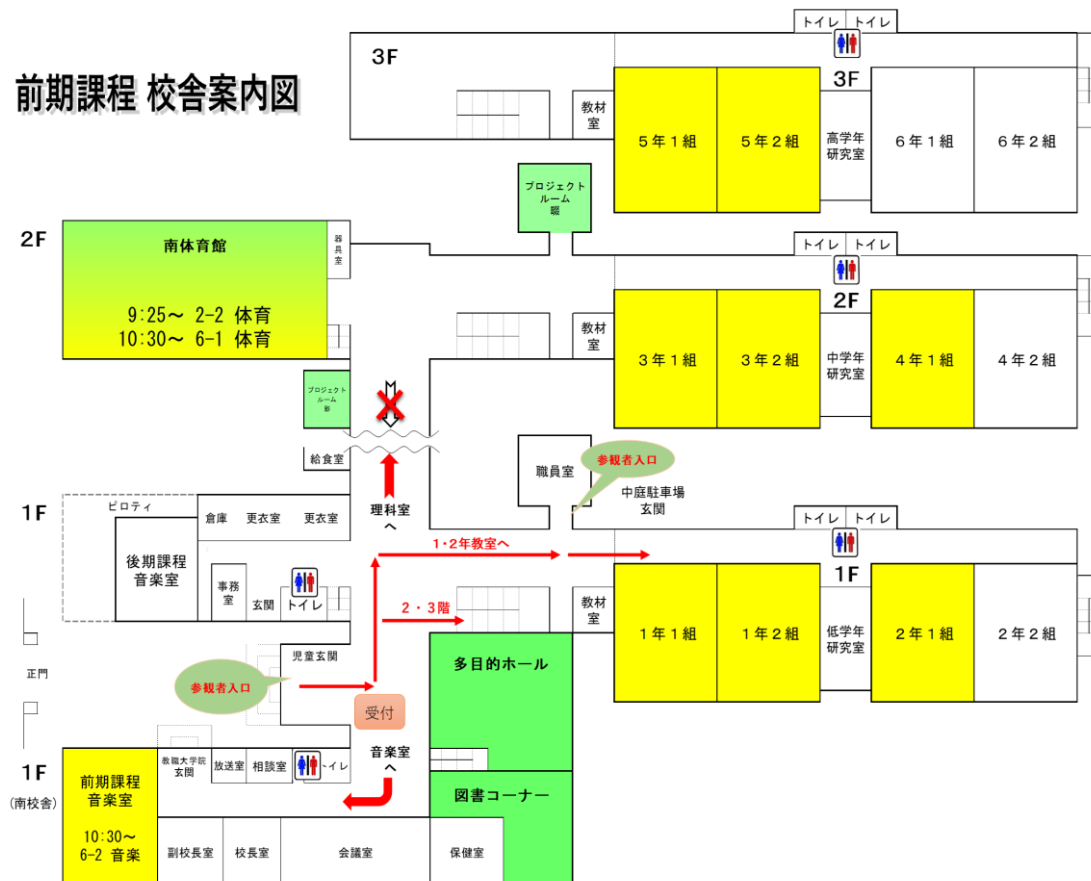 前期課程 校舎案内図
3F
トイレ トイレ
3F
教材
室
5年1組
5年2組
高学年
研究室
6年1組
6年2組
プロジェクト
ルーム
2F
南体育館
器
具
室
9:25～ 2-2 体育
10:30～ 6-1 体育
トイレ トイレ
2F
教材
室
3年1組
3年2組
中学年
研究室
4年1組
4年2組
プロジェクト
ルーム
給食室
職員室
参観者入口
中庭駐車場
玄関
1F
ピロティ
倉庫 更衣室 更衣室
理科室
へ
後期課程
音楽室
事務
室
玄関
トイレ
1・2年教室へ
2・3階
トイレ トイレ
1F
教材
室
1年1組
1年2組
低学年
研究室
2年1組
2年2組
正門
児童玄関
参観者入口
受付
多目的ホール
音楽室
へ
1F
(南校舎)
前期課程
音楽室
10:30～
6-2 音楽
教職大学院
玄関
放送室
相談室
トイレ
図書コーナー
副校長室
校長室
会議室
保健室